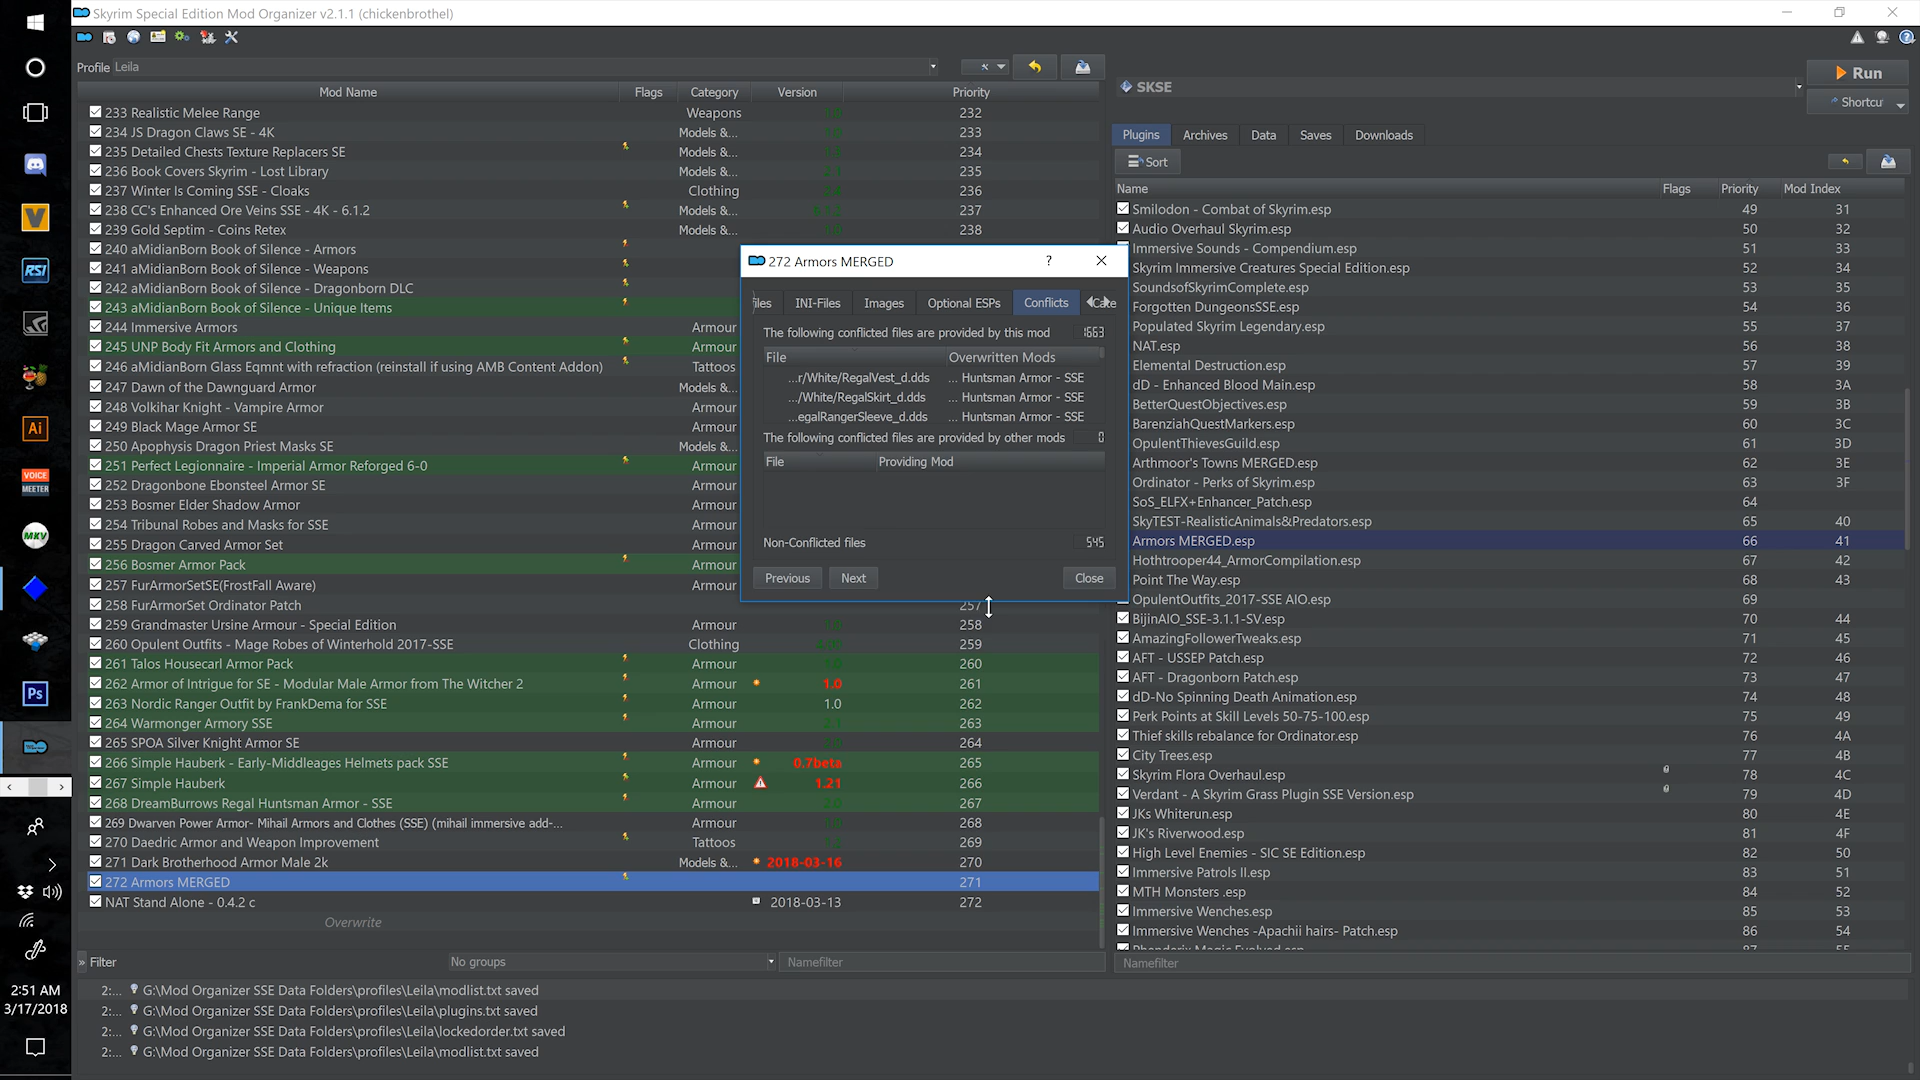 Skyrim Special Edition Mod Organizer v2.1.1 (chickenbrothel)
Profile Leila
Mod Name Flags Category Version Priority
233 Realistic Melee Range Weapons 232
234 JS Dragon Claws SE - 4K Models &... 233
235 Detailed Chests Texture Replacers SE Models &... 234
236 Book Covers Skyrim - Lost Library Models &... 235
237 Winter Is Coming SSE - Cloaks Clothing 236
238 CC's Enhanced Ore Veins SSE - 4K - 6.1.2 Models &... 237
239 Gold Septim - Coins Retex Models &... 238
240 aMidianBorn Book of Silence - Armors
241 aMidianBorn Book of Silence - Weapons
242 aMidianBorn Book of Silence - Dragonborn DLC
243 aMidianBorn Book of Silence - Unique Items
244 Immersive Armors Armour
245 UNP Body Fit Armors and Clothing Armour
246 aMidianBorn Glass Eqmnt with refraction (reinstall if using AMB Content Addon) Tattoos
247 Dawn of the Dawnguard Armor Models &...
248 Volkihar Knight - Vampire Armor Armour
249 Black Mage Armor SE Armour
250 Apophysis Dragon Priest Masks SE Models &...
251 Perfect Legionnaire - Imperial Armor Reforged 6-0 Armour
252 Dragonbone Ebonsteel Armor SE Armour
253 Bosmer Elder Shadow Armor Armour
254 Tribunal Robes and Masks for SSE Armour
255 Dragon Carved Armor Set Armour
256 Bosmer Armor Pack Armour
257 FurArmorSetSE(FrostFall Aware) Armour
258 FurArmorSet Ordinator Patch 257
259 Grandmaster Ursine Armour - Special Edition Armour 258
260 Opulent Outfits - Mage Robes of Winterhold 2017-SSE Clothing 259
261 Talos Housecarl Armor Pack Armour 260
262 Armor of Intrigue for SE - Modular Male Armor from The Witcher 2 Armour 1.0 261
263 Nordic Ranger Outfit by FrankDema for SSE Armour 1.0 262
264 Warmonger Armory SSE Armour 263
265 SPOA Silver Knight Armor SE Armour 264
266 Simple Hauberk - Early-Middleages Helmets pack SSE Armour 0.7beta 265
267 Simple Hauberk Armour 1.21 266
268 DreamBurrows Regal Huntsman Armor - SSE Armour 267
269 Dwarven Power Armor- Mihail Armors and Clothes (SSE) (mihail immersive add-... Armour 268
270 Daedric Armor and Weapon Improvement Tattoos 269
271 Dark Brotherhood Armor Male 2k Models &... 2018-03-16 270
272 Armors MERGED 271
NAT Stand Alone - 0.4.2 c 2018-03-13 272
Overwrite
» Filter No groups Namefilter
272 Armors MERGED ?
INI-Files Images Optional ESPs Conflicts
The following conflicted files are provided by this mod 1663
File Overwritten Mods
...r/White/RegalVest_d.dds ... Huntsman Armor - SSE
.../White/RegalSkirt_d.dds ... Huntsman Armor - SSE
...egalRangerSleeve_d.dds ... Huntsman Armor - SSE
The following conflicted files are provided by other mods 0
File Providing Mod
Non-Conflicted files 545
Previous Next Close
SKSE
Run
Shortcu
Plugins Archives Data Saves Downloads
Sort
Name Flags Priority Mod Index
Smilodon - Combat of Skyrim.esp 49 31
Audio Overhaul Skyrim.esp 50 32
Immersive Sounds - Compendium.esp 51 33
Skyrim Immersive Creatures Special Edition.esp 52 34
SoundsofSkyrimComplete.esp 53 35
Forgotten DungeonsSSE.esp 54 36
Populated Skyrim Legendary.esp 55 37
NAT.esp 56 38
Elemental Destruction.esp 57 39
dD - Enhanced Blood Main.esp 58 3A
BetterQuestObjectives.esp 59 3B
BarenziahQuestMarkers.esp 60 3C
OpulentThievesGuild.esp 61 3D
Arthmoor's Towns MERGED.esp 62 3E
Ordinator - Perks of Skyrim.esp 63 3F
SoS_ELFX+Enhancer_Patch.esp 64
SkyTEST-RealisticAnimals&Predators.esp 65 40
Armors MERGED.esp 66 41
Hothtrooper44_ArmorCompilation.esp 67 42
Point The Way.esp 68 43
OpulentOutfits_2017-SSE AIO.esp 69
BijinAIO_SSE-3.1.1-SV.esp 70 44
AmazingFollowerTweaks.esp 71 45
AFT - USSEP Patch.esp 72 46
AFT - Dragonborn Patch.esp 73 47
dD-No Spinning Death Animation.esp 74 48
Perk Points at Skill Levels 50-75-100.esp 75 49
Thief skills rebalance for Ordinator.esp 76 4A
City Trees.esp 77 4B
Skyrim Flora Overhaul.esp 78 4C
Verdant - A Skyrim Grass Plugin SSE Version.esp 79 4D
JKs Whiterun.esp 80 4E
JK's Riverwood.esp 81 4F
High Level Enemies - SIC SE Edition.esp 82 50
Immersive Patrols II.esp 83 51
MTH Monsters .esp 84 52
Immersive Wenches.esp 85 53
Immersive Wenches -Apachii hairs- Patch.esp 86 54
Namefilter
2:... G:\Mod Organizer SSE Data Folders\profiles\Leila\modlist.txt saved
2:... G:\Mod Organizer SSE Data Folders\profiles\Leila\plugins.txt saved
2:... G:\Mod Organizer SSE Data Folders\profiles\Leila\lockedorder.txt saved
2:... G:\Mod Organizer SSE Data Folders\profiles\Leila\modlist.txt saved
RSI
Ai
VOICE
MEETER
MKV
Ps
2:51 AM
3/17/2018